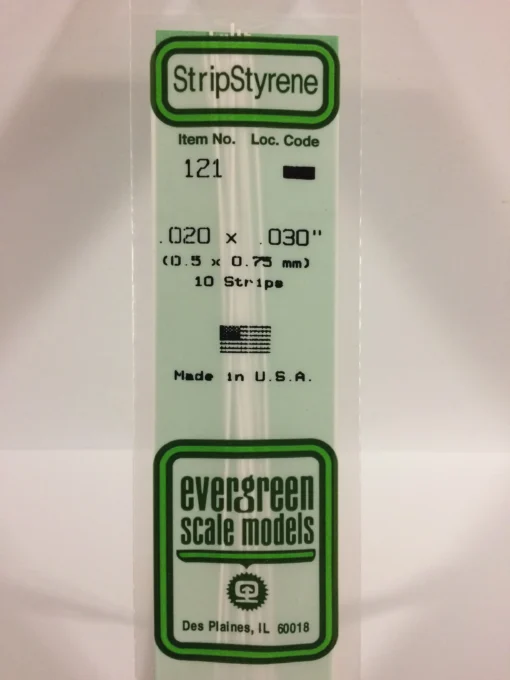 StripStyrene
Item No. Loc. Code
121
.020 x .030"
(0.5 x 0.75 mm)
10 Strips
Made in U.S.A.
evergreen
scale models
Des Plaines, IL 60018